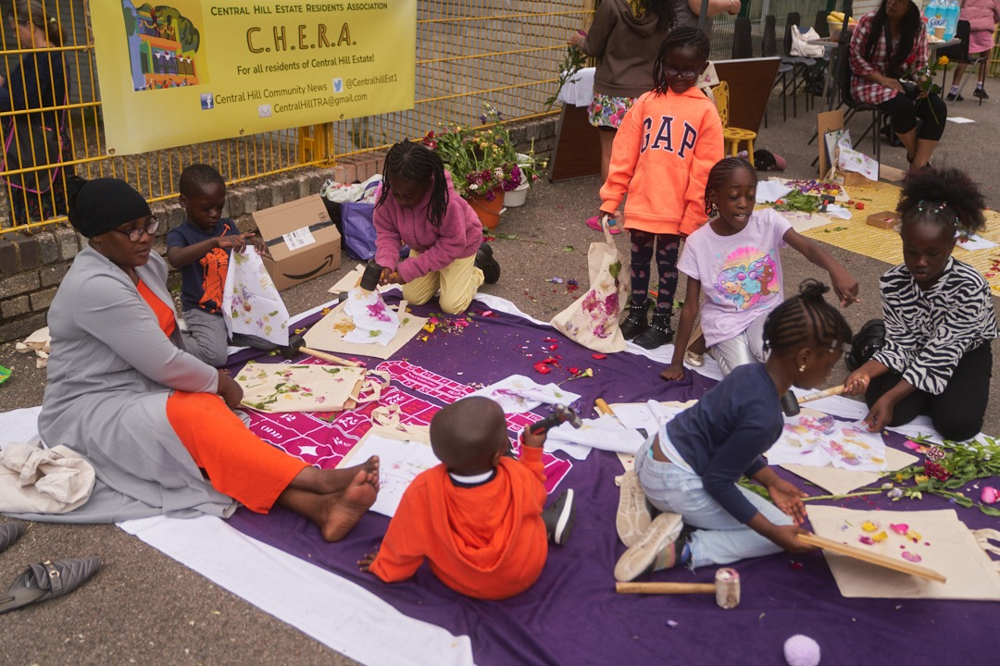 CENTRAL HILL ESTATE RESIDENTS ASSOCIATION
C.H.E.R.A.
For all residents of Central Hill Estate!
Central Hill Community News @CentralhillEst1
CentralHillTRA@gmail.com
GAP